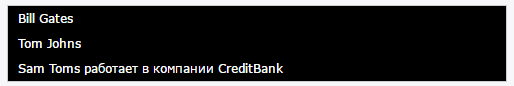 Bill Gates
Tom Johns
Sam Toms работает в компании CreditBank